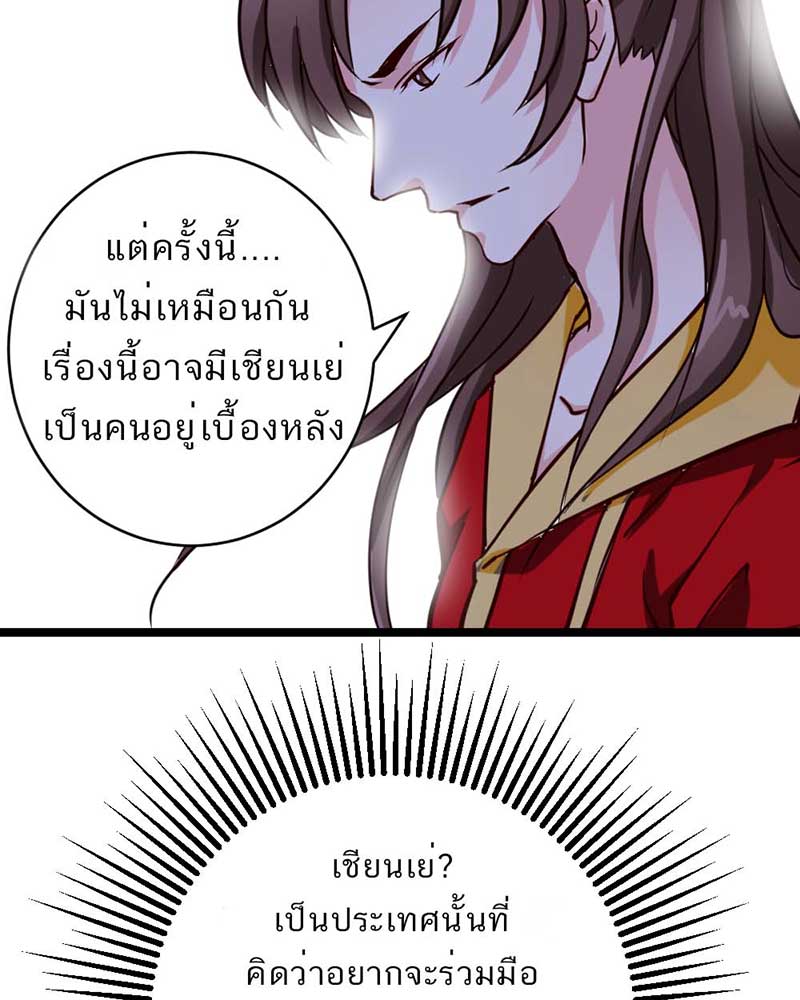 แต่ครั้งนี้....
มันไม่เหมือนกัน
เรื่องนี้อาจมีเชียนเย่
เป็นคนอยู่เบื้องหลัง
เชียนเย่?
เป็นประเทศนั้นที่
คิดว่าอยากจะร่วมมือ